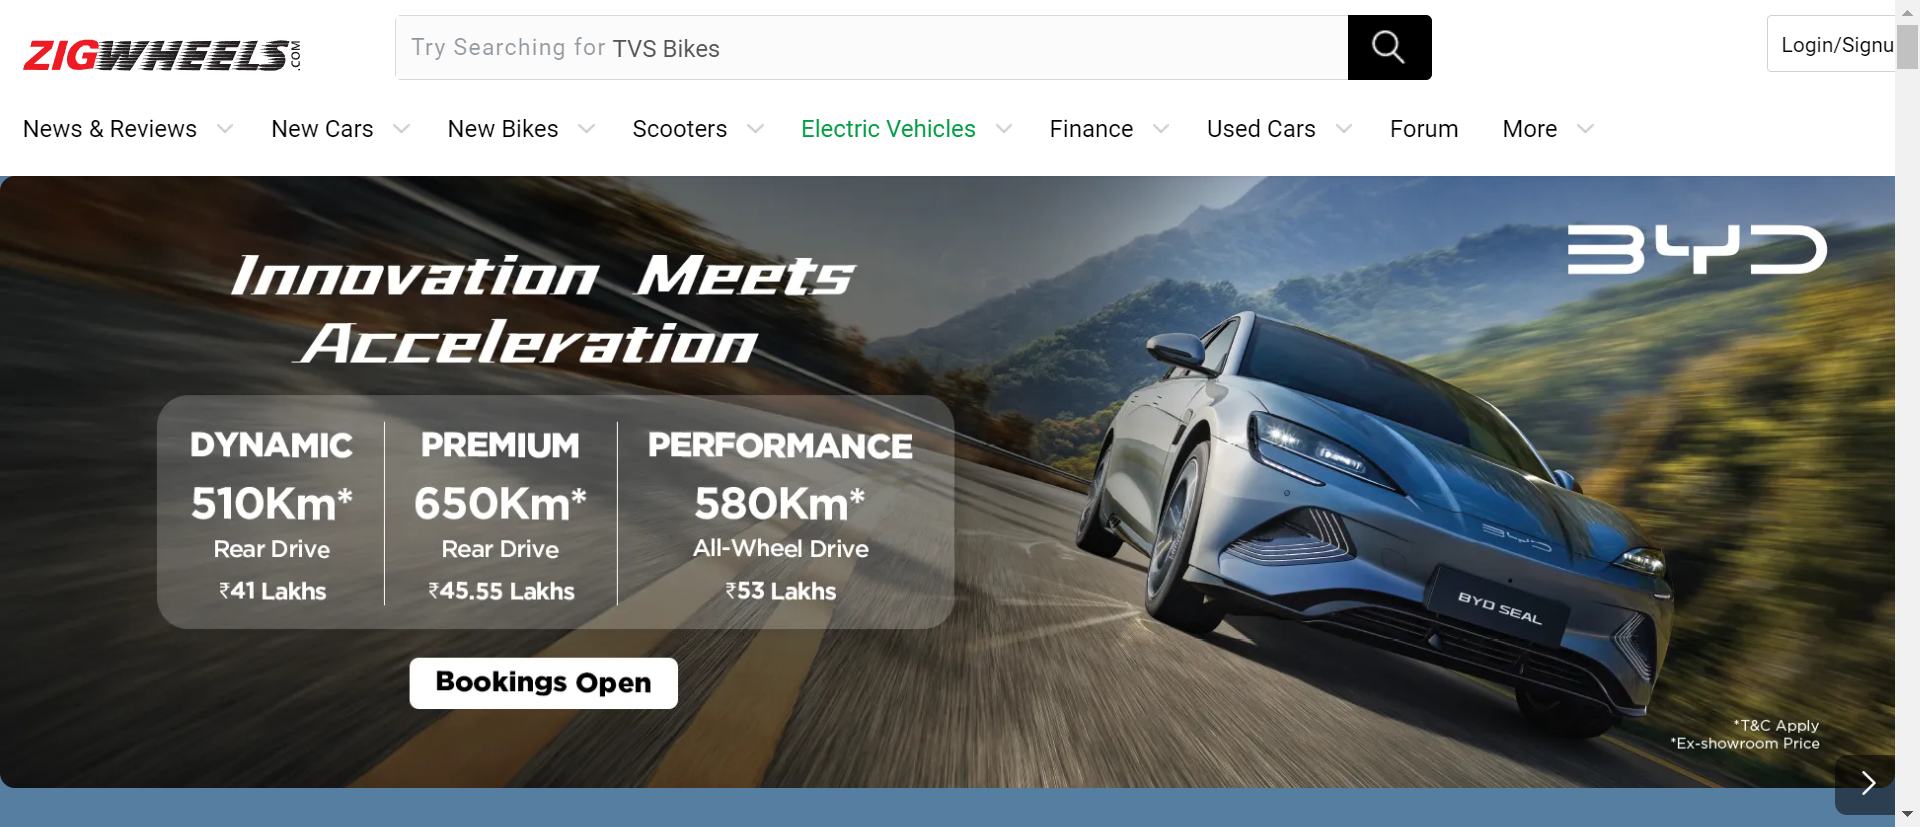 ZIGWHEELS.COM
Try Searching for TVS Bikes
Login/Signu
News & Reviews New Cars New Bikes Scooters Electric Vehicles Finance Used Cars Forum More
BYD
Innovation Meets
Acceleration
DYNAMIC PREMIUM PERFORMANCE
510Km* 650Km* 580Km*
Rear Drive Rear Drive All-Wheel Drive
₹41 Lakhs ₹45.55 Lakhs ₹53 Lakhs
Bookings Open
BYD
BYD SEAL
*T&C Apply
*Ex-showroom Price